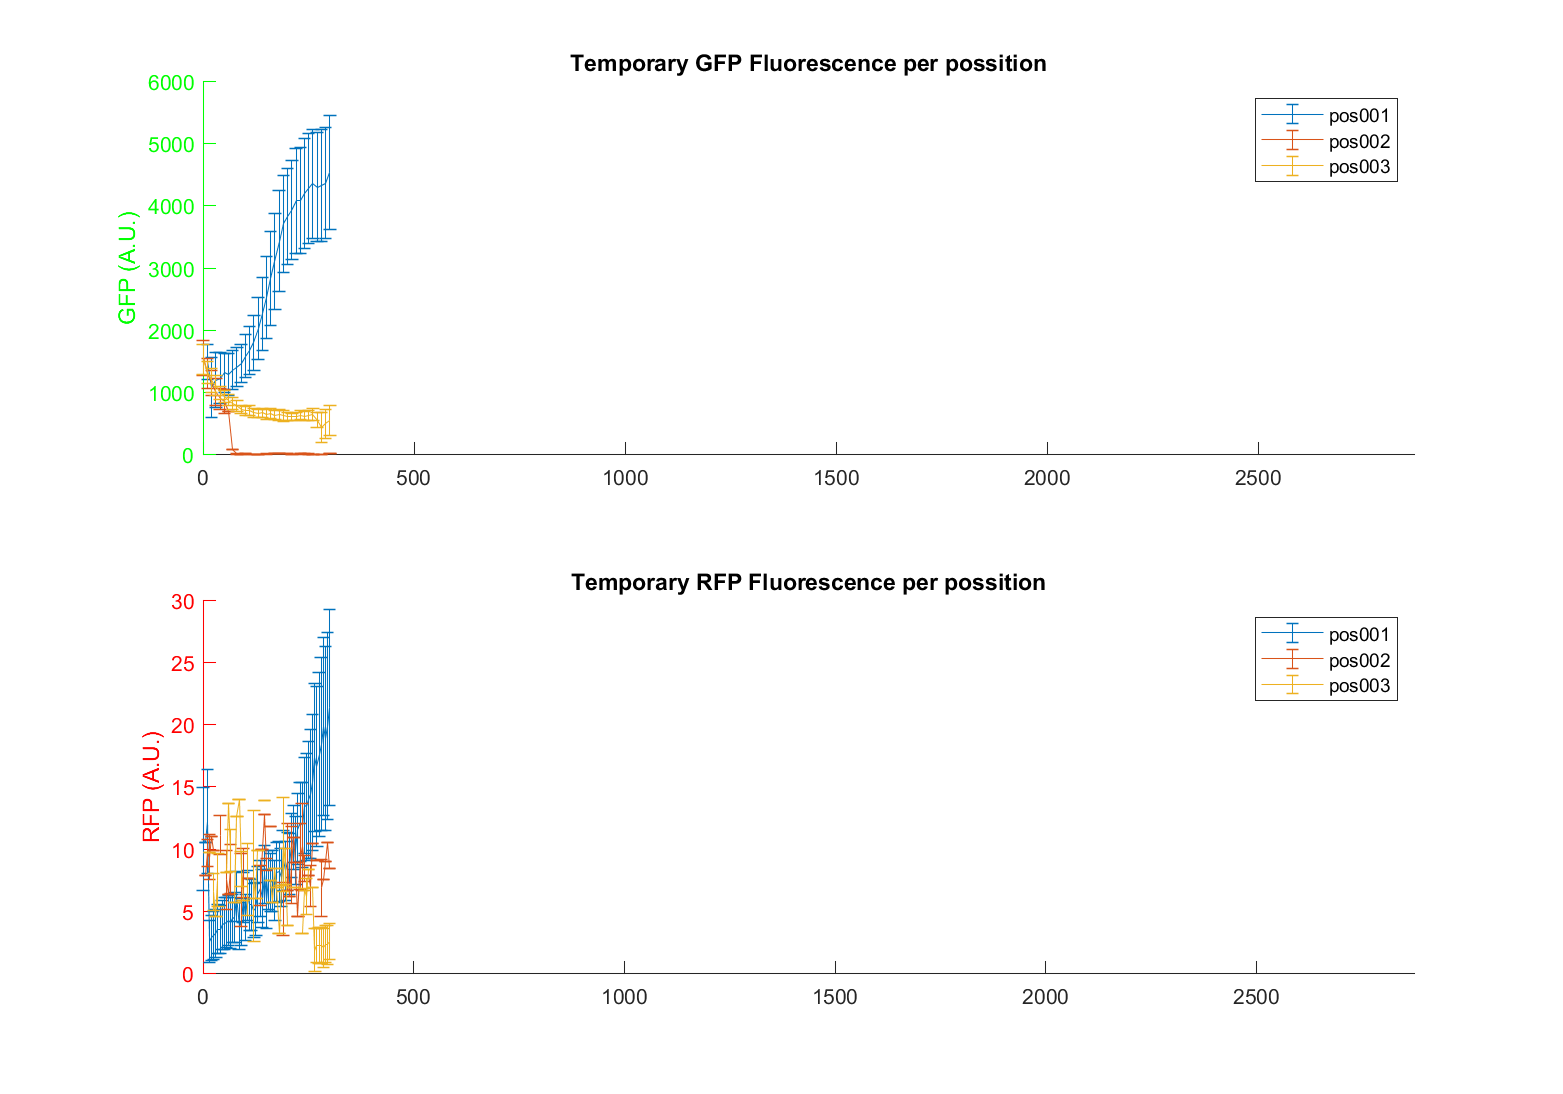 Temporary GFP Fluorescence per possition
6000
5000
4000
3000
2000
1000
0
GFP (A.U.)
pos001
pos002
pos003
0 500 1000 1500 2000 2500
Temporary RFP Fluorescence per possition
30
25
20
15
10
5
0
RFP (A.U.)
pos001
pos002
pos003
0 500 1000 1500 2000 2500